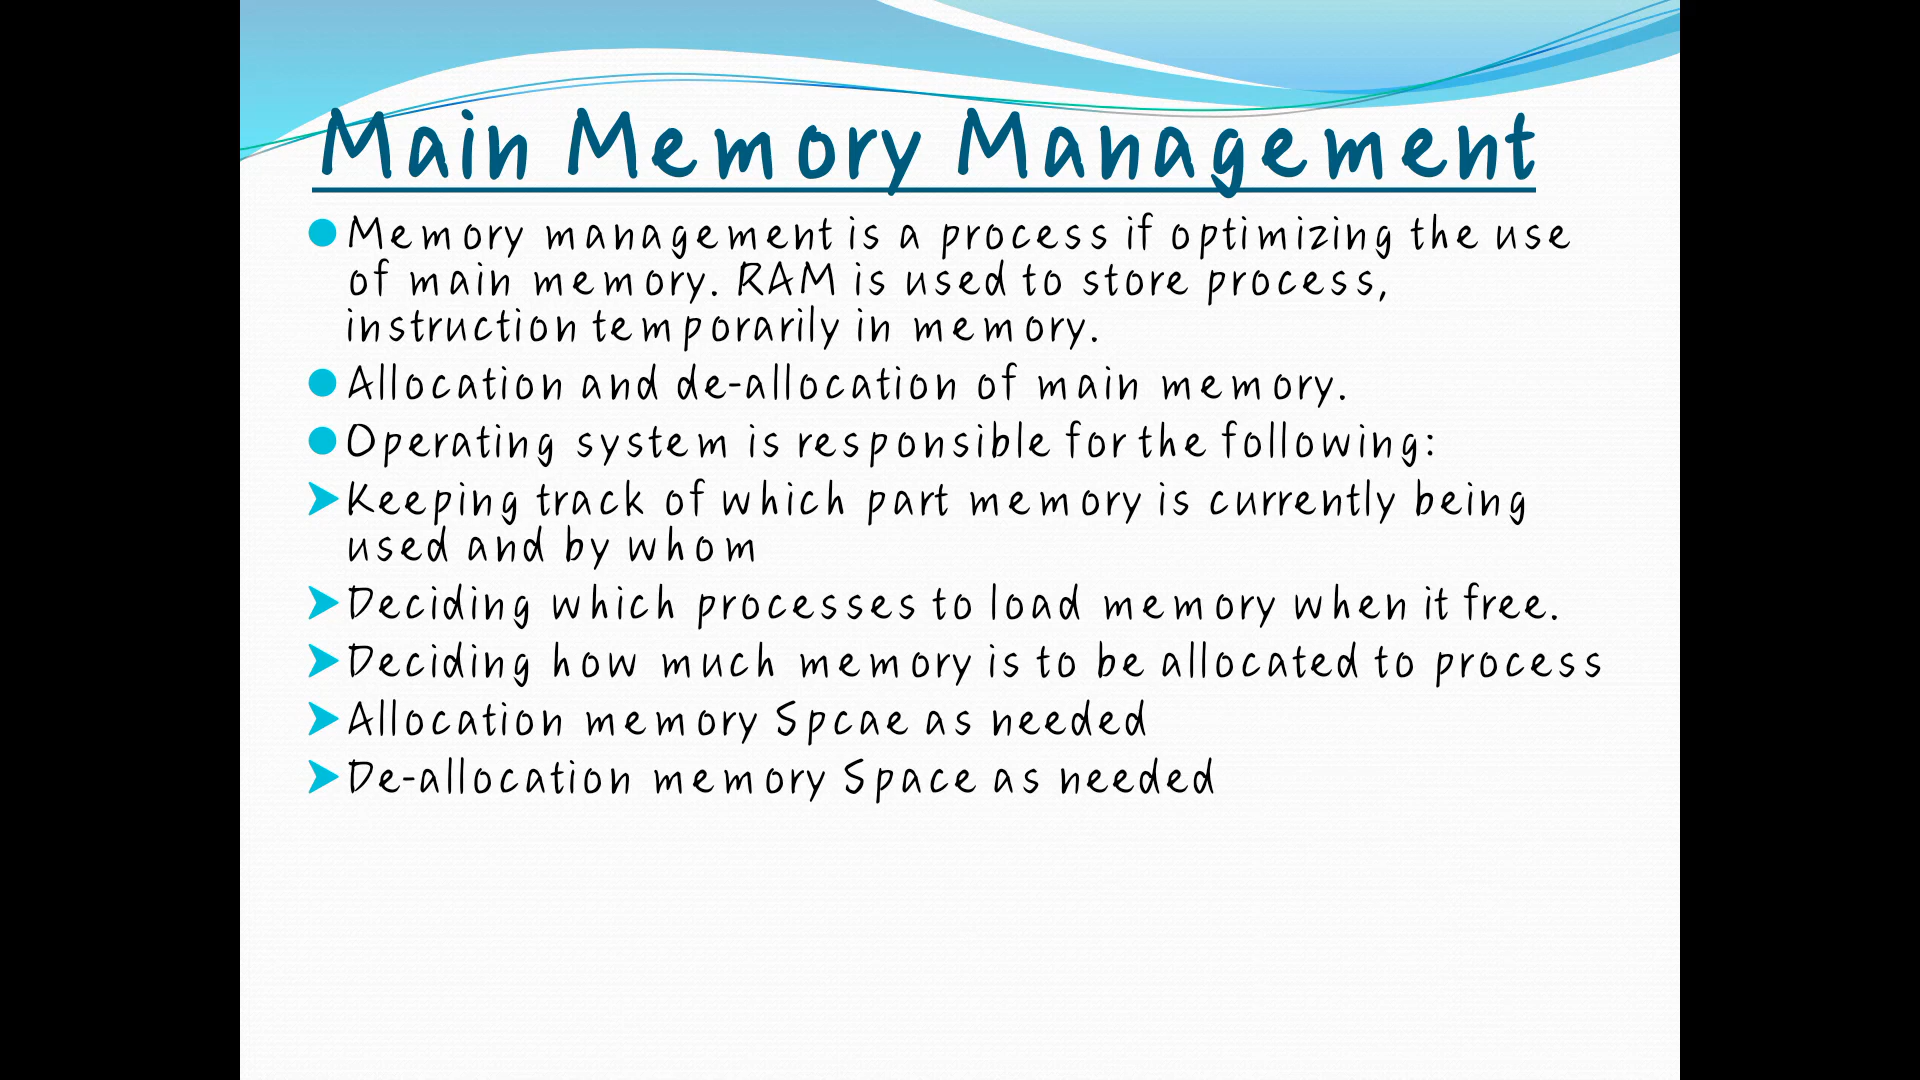 Main Memory Management
Memory management is a process if optimizing the use
of main memory. RAM is used to store process,
instruction temporarily in memory.
Allocation and de-allocation of main memory.
Operating system is responsible for the following:
Keeping track of which part memory is currently being
used and by whom
Deciding which processes to load memory when it free.
Deciding how much memory is to be allocated to process
Allocation memory Spcae as needed
De-allocation memory Space as needed